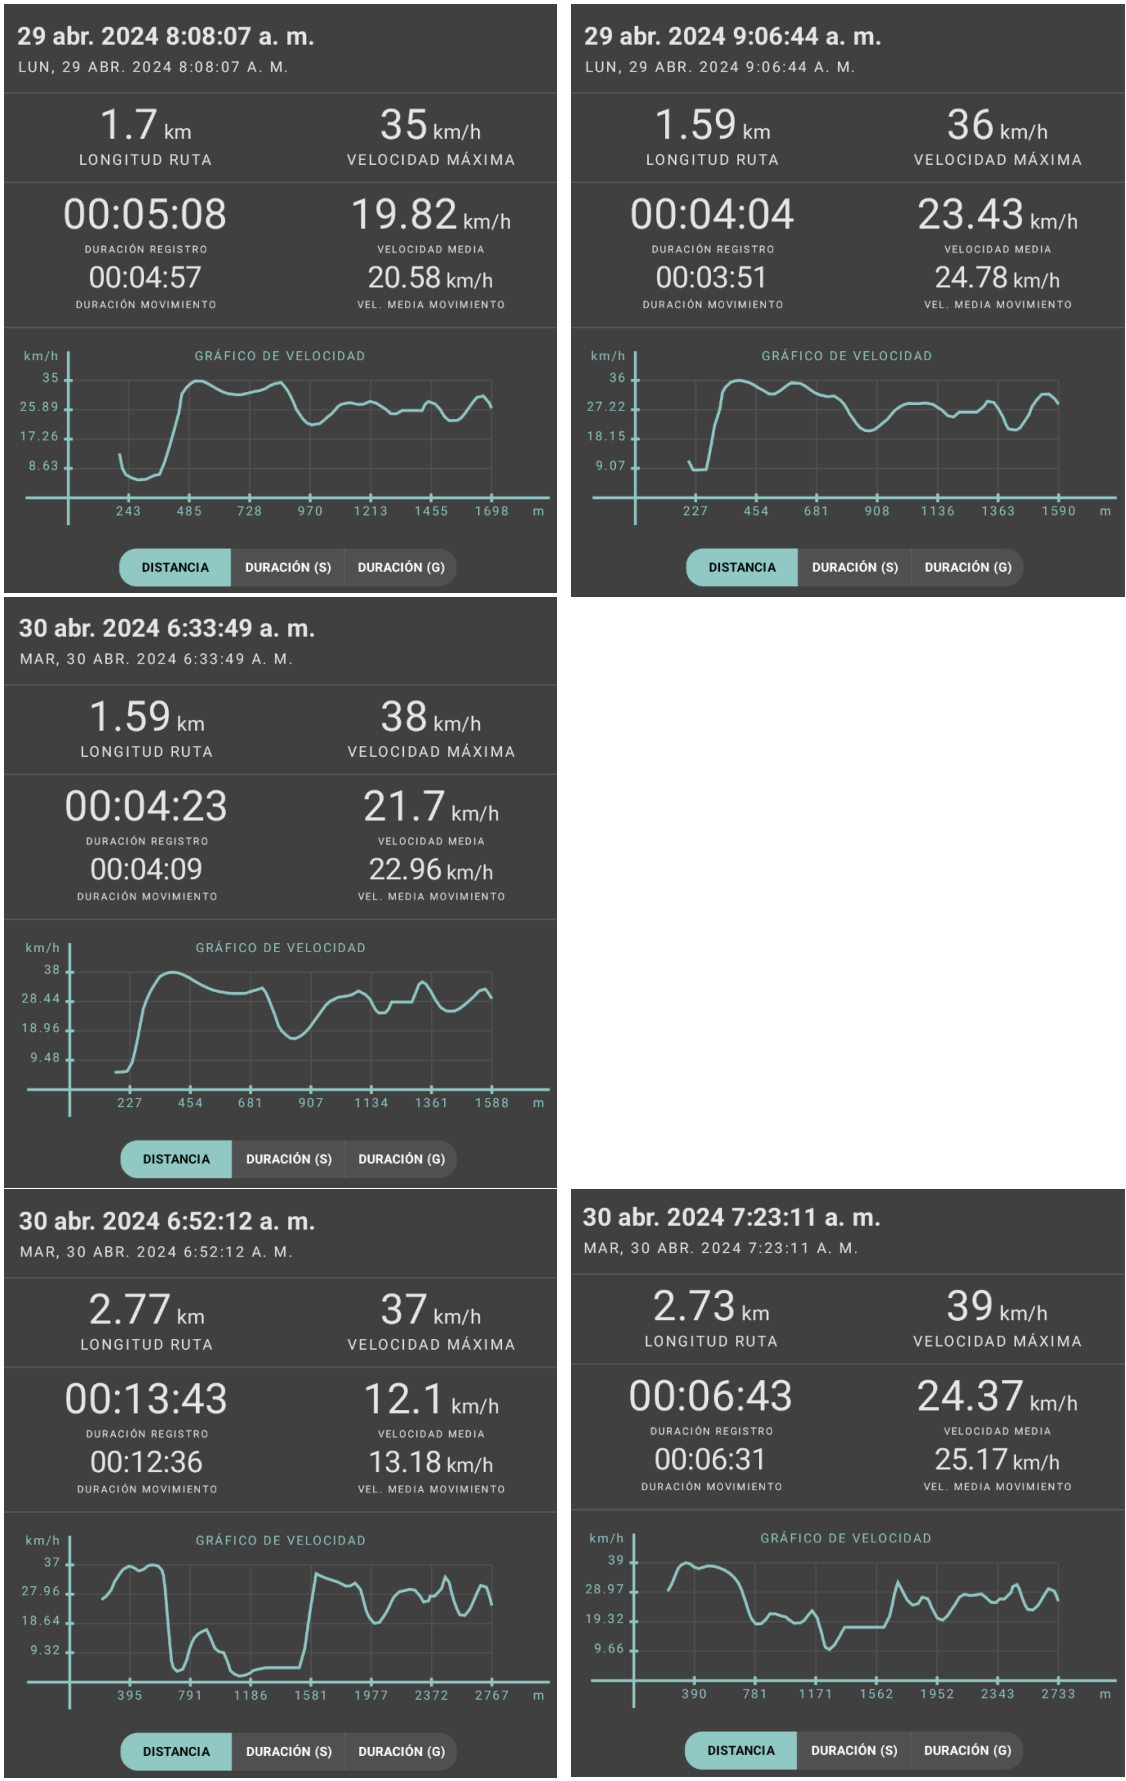 29 abr. 2024 8:08:07 a. m.
LUN, 29 ABR. 2024 8:08:07 A. M.
1.7 km
35 km/h
LONGITUD RUTA
VELOCIDAD MÁXIMA
00:05:08
19.82 km/h
DURACIÓN REGISTRO
VELOCIDAD MEDIA
00:04:57
20.58 km/h
DURACIÓN MOVIMIENTO
VEL. MEDIA MOVIMIENTO
km/h
GRÁFICO DE VELOCIDAD
35
25.89
17.26
8.63
243 485 728 970 1213 1455 1698 m
DISTANCIA DURACIÓN (S) DURACIÓN (G)
29 abr. 2024 9:06:44 a. m.
LUN, 29 ABR. 2024 9:06:44 A. M.
1.59 km
36 km/h
LONGITUD RUTA
VELOCIDAD MÁXIMA
00:04:04
23.43 km/h
DURACIÓN REGISTRO
VELOCIDAD MEDIA
00:03:51
24.78 km/h
DURACIÓN MOVIMIENTO
VEL. MEDIA MOVIMIENTO
km/h
GRÁFICO DE VELOCIDAD
36
27.22
18.15
9.07
227 454 681 908 1136 1363 1590 m
DISTANCIA DURACIÓN (S) DURACIÓN (G)
30 abr. 2024 6:33:49 a. m.
MAR, 30 ABR. 2024 6:33:49 A. M.
1.59 km
38 km/h
LONGITUD RUTA
VELOCIDAD MÁXIMA
00:04:23
21.7 km/h
DURACIÓN REGISTRO
VELOCIDAD MEDIA
00:04:09
22.96 km/h
DURACIÓN MOVIMIENTO
VEL. MEDIA MOVIMIENTO
km/h
GRÁFICO DE VELOCIDAD
38
28.44
18.96
9.48
227 454 681 907 1134 1361 1588 m
DISTANCIA DURACIÓN (S) DURACIÓN (G)
30 abr. 2024 6:52:12 a. m.
MAR, 30 ABR. 2024 6:52:12 A. M.
2.77 km
37 km/h
LONGITUD RUTA
VELOCIDAD MÁXIMA
00:13:43
12.1 km/h
DURACIÓN REGISTRO
VELOCIDAD MEDIA
00:12:36
13.18 km/h
DURACIÓN MOVIMIENTO
VEL. MEDIA MOVIMIENTO
km/h
GRÁFICO DE VELOCIDAD
37
27.96
18.64
9.32
395 791 1186 1581 1977 2372 2767 m
DISTANCIA DURACIÓN (S) DURACIÓN (G)
30 abr. 2024 7:23:11 a. m.
MAR, 30 ABR. 2024 7:23:11 A. M.
2.73 km
39 km/h
LONGITUD RUTA
VELOCIDAD MÁXIMA
00:06:43
24.37 km/h
DURACIÓN REGISTRO
VELOCIDAD MEDIA
00:06:31
25.17 km/h
DURACIÓN MOVIMIENTO
VEL. MEDIA MOVIMIENTO
km/h
GRÁFICO DE VELOCIDAD
39
28.97
19.32
9.66
390 781 1171 1562 1952 2343 2733 m
DISTANCIA DURACIÓN (S) DURACIÓN (G)